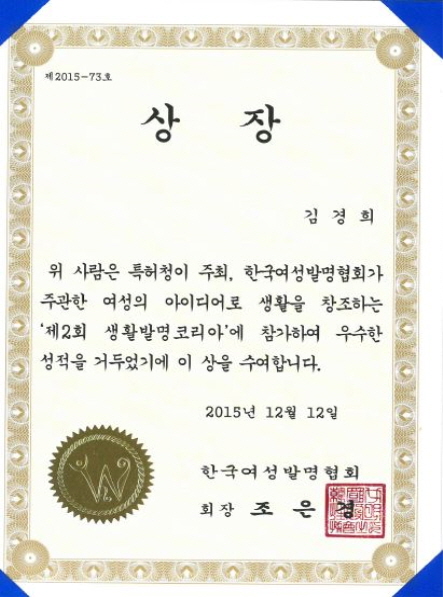 제2015-73호
상 장
김 경 희
위 사람은 특허청이 주최, 한국여성발명협회가
주관한 여성의 아이디어로 생활을 창조하는
'제2회 생활발명코리아'에 참가하여 우수한
성적을 거두었기에 이 상을 수여합니다.
2015년 12월 12일
한국여성발명협회
회장 조 은 경
W